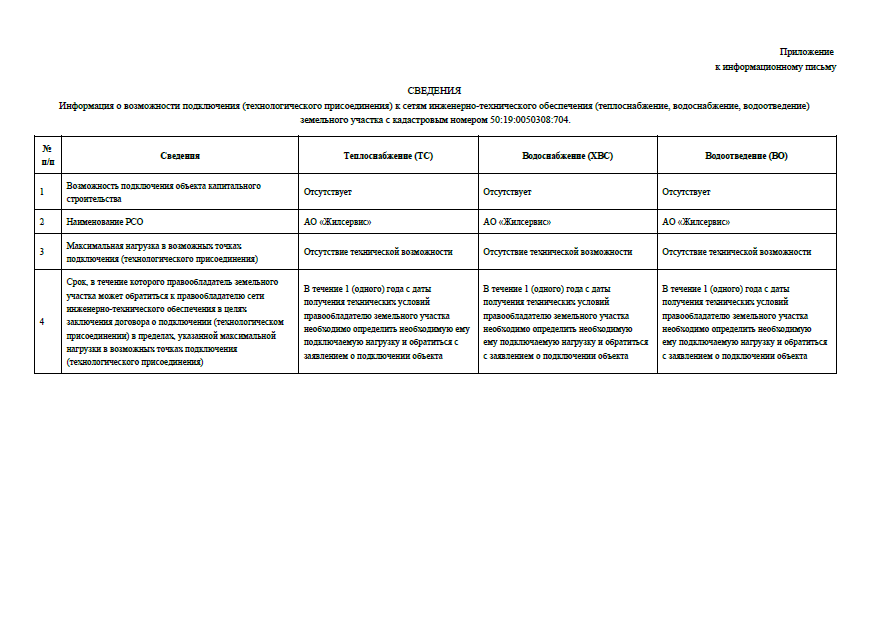 Приложение
к информационному письму
СВЕДЕНИЯ
Информация о возможности подключения (технологического присоединения) к сетям инженерно-технического обеспечения (теплоснабжение, водоснабжение, водоотведение)
земельного участка с кадастровым номером 50:19:0050308:704.
№
п/п
Сведения
Теплоснабжение (ТС)
Водоснабжение (ХВС)
Водоотведение (ВО)
1
Возможность подключения объекта капитального
строительства
Отсутствует
Отсутствует
Отсутствует
2
Наименование РСО
АО «Жилсервис»
АО «Жилсервис»
АО «Жилсервис»
3
Максимальная нагрузка в возможных точках
подключения (технологического присоединения)
Отсутствие технической возможности
Отсутствие технической возможности
Отсутствие технической возможности
4
Срок, в течение которого правообладатель земельного
участка может обратиться к правообладателю сети
инженерно-технического обеспечения в целях
заключения договора о подключении (технологическом
присоединении) в пределах, указанной максимальной
нагрузки в возможных точках подключения
(технологического присоединения)
В течение 1 (одного) года с даты
получения технических условий
правообладателю земельного участка
необходимо определить необходимую ему
подключаемую нагрузку и обратиться с
заявлением о подключении объекта
В течение 1 (одного) года с даты
получения технических условий
правообладателю земельного участка
необходимо определить необходимую
ему подключаемую нагрузку и обратиться
с заявлением о подключении объекта
В течение 1 (одного) года с даты
получения технических условий
правообладателю земельного участка
необходимо определить необходимую
ему подключаемую нагрузку и обратиться
с заявлением о подключении объекта